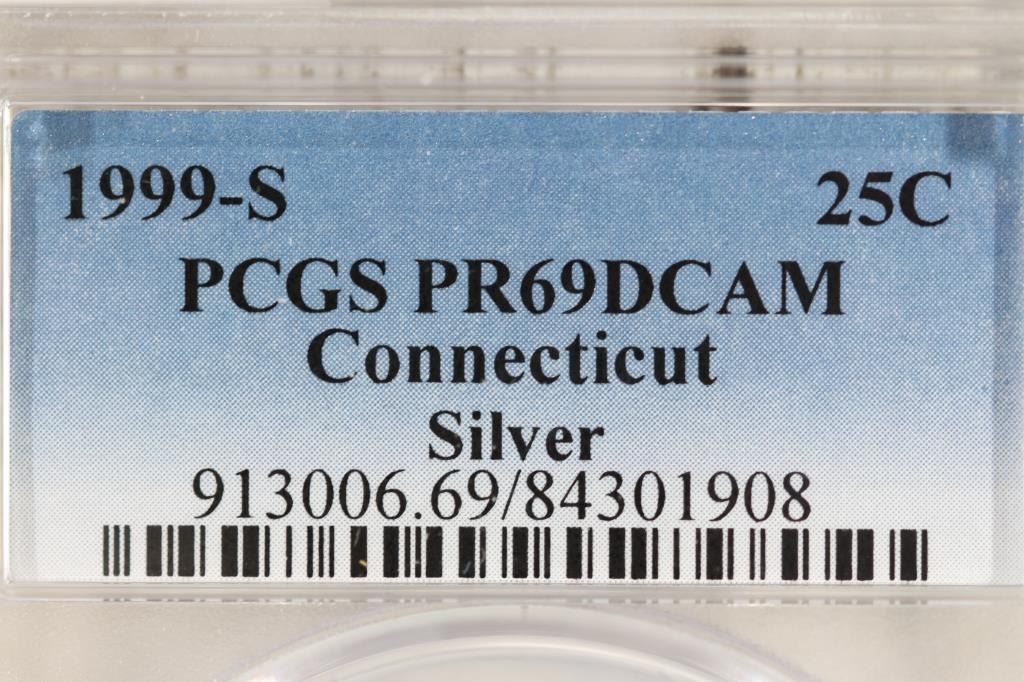 1999-S 25C
PCGS PR69DCAM
Connecticut
Silver
913006.69/84301908